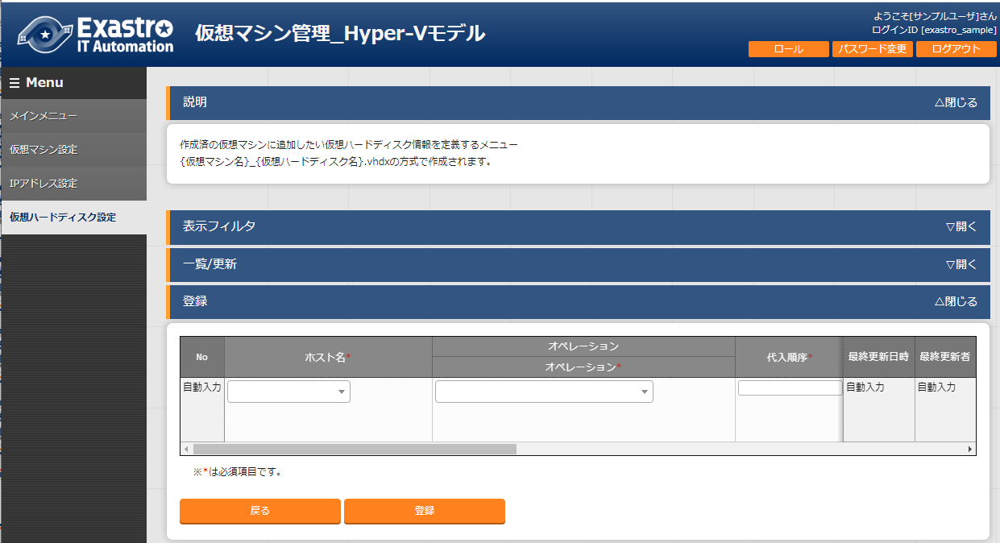 Exastro
IT Automation
仮想マシン管理_Hyper-Vモデル
ようこそ[サンプルユーザ]さん
ログインID [exastro_sample]
ロール
パスワード変更
ログアウト
☰ Menu
メインメニュー
仮想マシン設定
IPアドレス設定
仮想ハードディスク設定
説明
△閉じる
作成済の仮想マシンに追加したい仮想ハードディスク情報を定義するメニュー
{仮想マシン名}_{仮想ハードディスク名}.vhdxの方式で作成されます。
表示フィルタ
▽開く
一覧/更新
▽開く
登録
△閉じる
No
ホスト名*
オペレーション
オペレーション*
代入順序*
最終更新日時
最終更新者
自動入力
自動入力
自動入力
※*は必須項目です。
戻る
登録